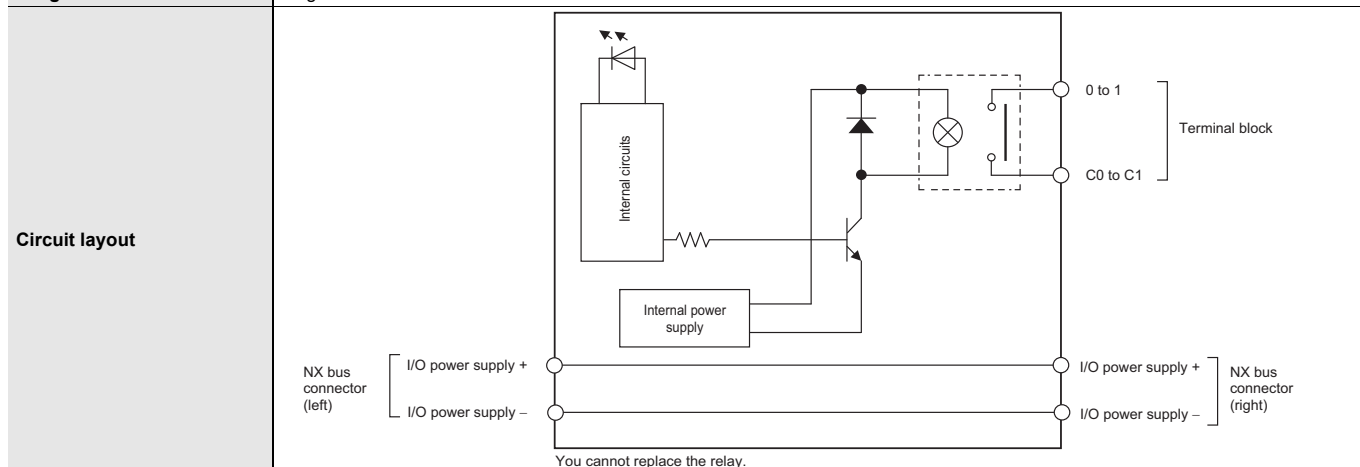 Circuit layout
Internal circuits
0 to 1
Terminal block
C0 to C1
Internal power
supply
NX bus
connector
(left)
I/O power supply +
I/O power supply –
I/O power supply +
I/O power supply –
NX bus
connector
(right)
You cannot replace the relay.